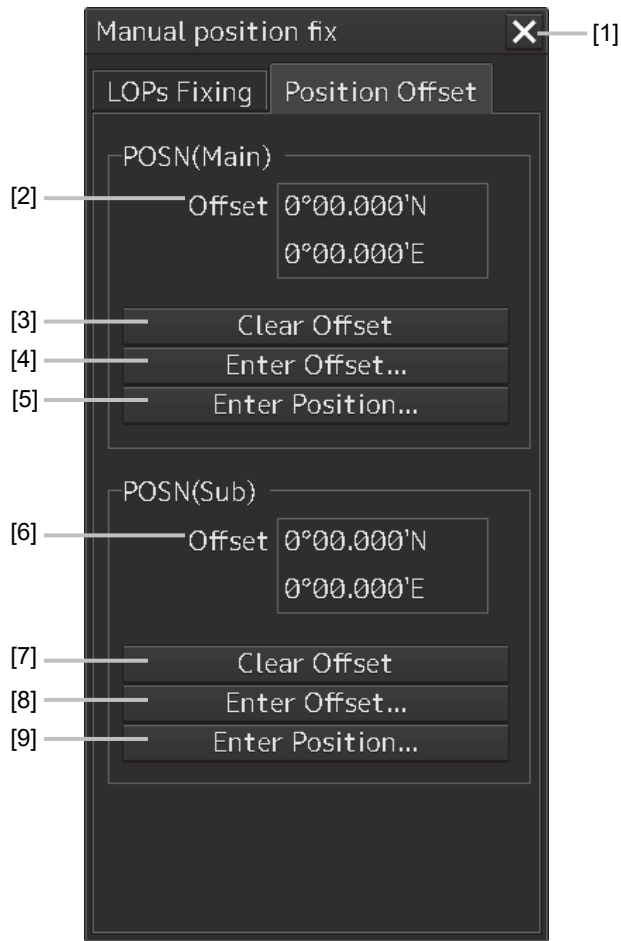 Manual position fix
[1]
LOPs Fixing Position Offset
POSN(Main)
[2] Offset 0°00.000'N
0°00.000'E
[3] Clear Offset
[4] Enter Offset...
[5] Enter Position...
POSN(Sub)
[6] Offset 0°00.000'N
0°00.000'E
[7] Clear Offset
[8] Enter Offset...
[9] Enter Position...